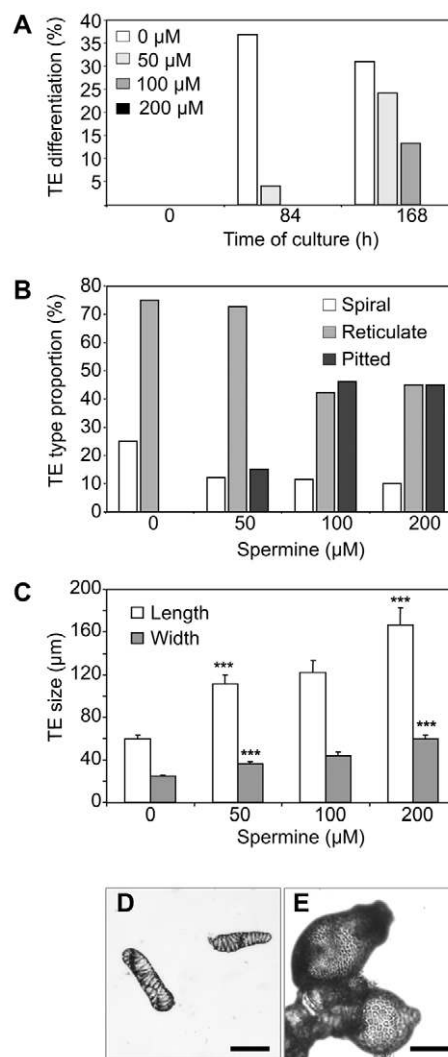 A
TE differentiation (%)
40
35
30
25
20
15
10
5
0 µM
50 µM
100 µM
200 µM
0 84 168
Time of culture (h)
B
TE type proportion (%)
80
70
60
50
40
30
20
10
0
Spiral
Reticulate
Pitted
0 50 100 200
Spermine (µM)
C
TE size (µm)
200
160
120
80
60
40
0
Length
Width
***
***
***
***
0 50 100 200
Spermine (µM)
D E